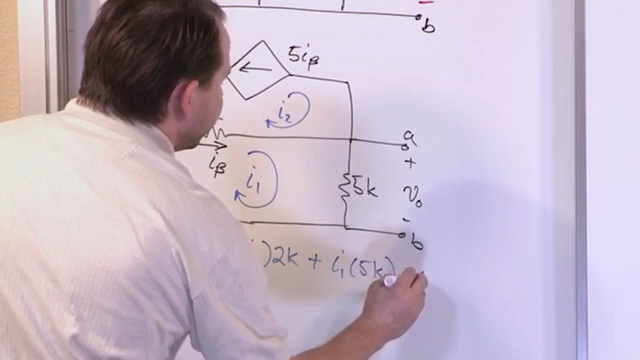 b
5iβ
i₂
a
iβ
+
i₁
5k
v₀
-
b
)2k + i₁(5k)